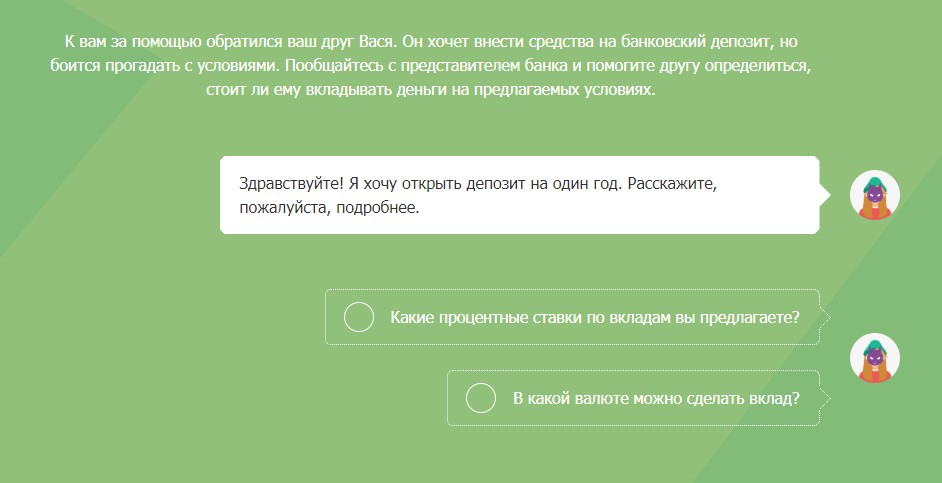 К вам за помощью обратился ваш друг Вася. Он хочет внести средства на банковский депозит, но
боится прогадать с условиями. Пообщайтесь с представителем банка и помогите другу определиться,
стоит ли ему вкладывать деньги на предлагаемых условиях.
Здравствуйте! Я хочу открыть депозит на один год. Расскажите,
пожалуйста, подробнее.
Какие процентные ставки по вкладам вы предлагаете?
В какой валюте можно сделать вклад?